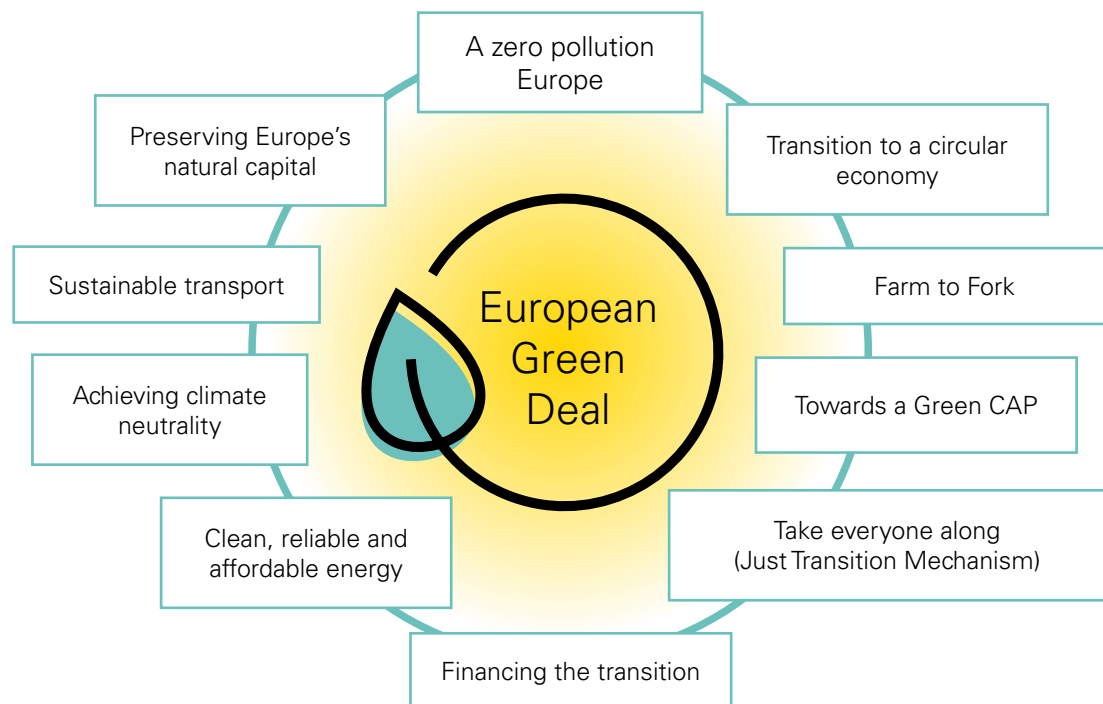 A zero pollution
Europe
Preserving Europe's
natural capital
Transition to a circular
economy
Sustainable transport
Farm to Fork
European
Green
Deal
Achieving climate
neutrality
Towards a Green CAP
Clean, reliable and
affordable energy
Take everyone along
(Just Transition Mechanism)
Financing the transition